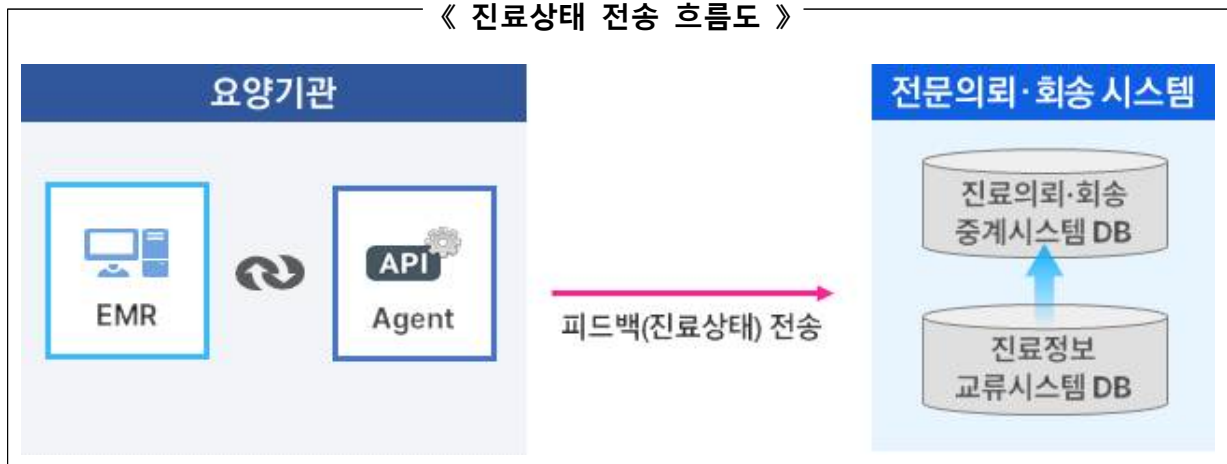 《 진료상태 전송 흐름도 》
요양기관
전문의뢰·회송 시스템
EMR
API
Agent
피드백(진료상태) 전송
진료의뢰·회송
중계시스템 DB
진료정보
교류시스템 DB